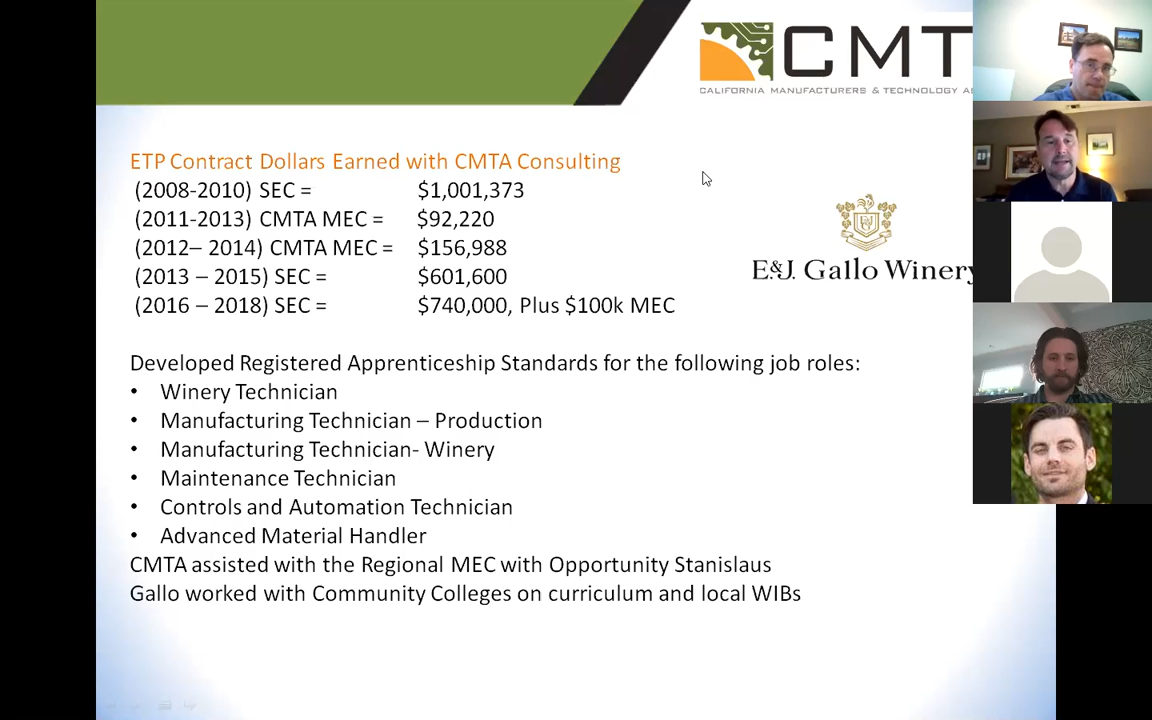 CMT
CALIFORNIA MANUFACTURERS & TECHNOLOGY
ETP Contract Dollars Earned with CMTA Consulting
(2008-2010) SEC = $1,001,373
(2011-2013) CMTA MEC = $92,220
(2012– 2014) CMTA MEC = $156,988
(2013 – 2015) SEC = $601,600
(2016 – 2018) SEC = $740,000, Plus $100k MEC
E&J. Gallo Winery
Developed Registered Apprenticeship Standards for the following job roles:
• Winery Technician
• Manufacturing Technician – Production
• Manufacturing Technician- Winery
• Maintenance Technician
• Controls and Automation Technician
• Advanced Material Handler
CMTA assisted with the Regional MEC with Opportunity Stanislaus
Gallo worked with Community Colleges on curriculum and local WIBs